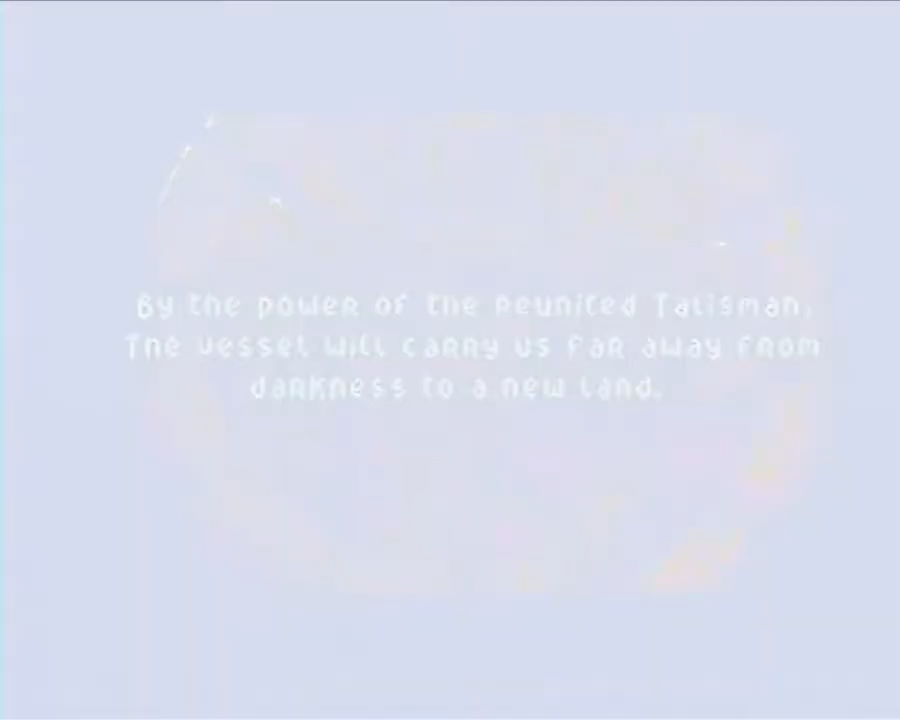 By the power of the Reunited Talisman,
The vessel will carry us far away from
darkness to a new land.